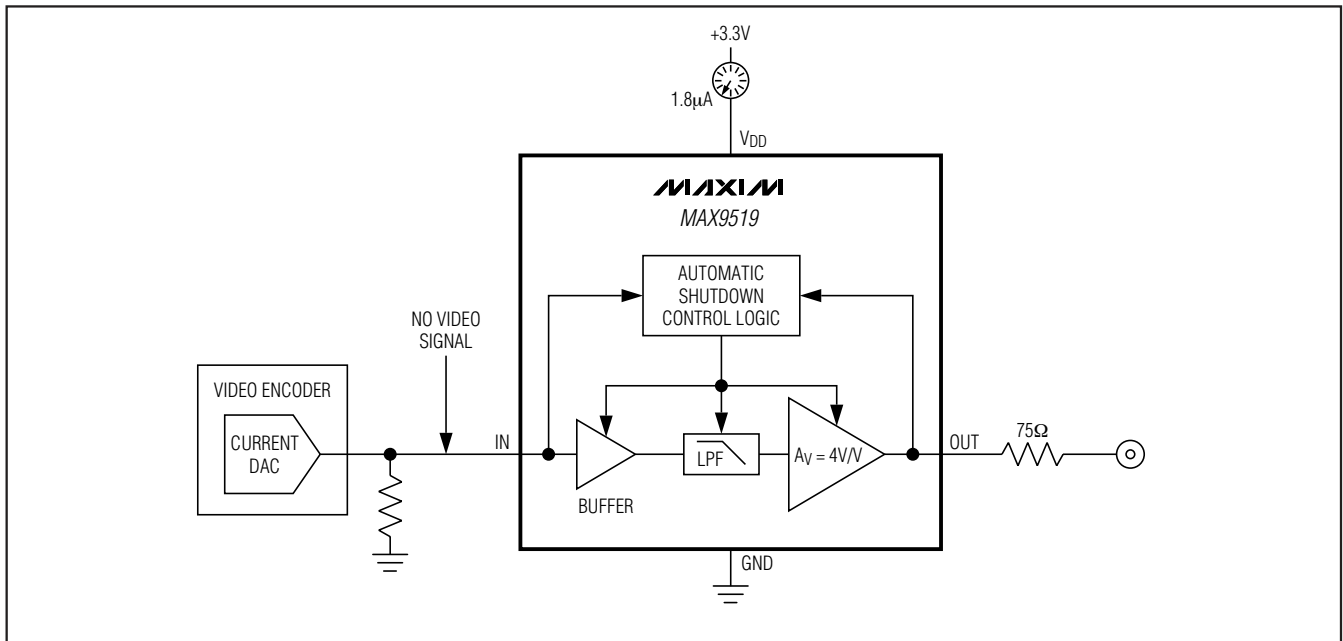 +3.3V
1.8µA
VDD
MAXIM
MAX9519
AUTOMATIC
SHUTDOWN
CONTROL LOGIC
NO VIDEO
SIGNAL
VIDEO ENCODER
CURRENT
DAC
IN
BUFFER
LPF
AV = 4V/V
OUT
75Ω
GND